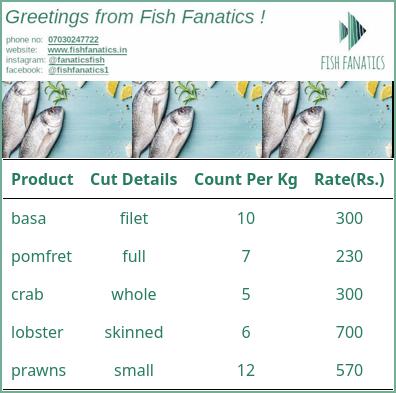 Greetings from Fish Fanatics !
phone no: 07030247722
website: www.fishfanatics.in
instagram: @fanaticsfish
facebook: @fishfanatics1
FISH FANATICS
Product Cut Details Count Per Kg Rate(Rs.)
basa filet 10 300
pomfret full 7 230
crab whole 5 300
lobster skinned 6 700
prawns small 12 570